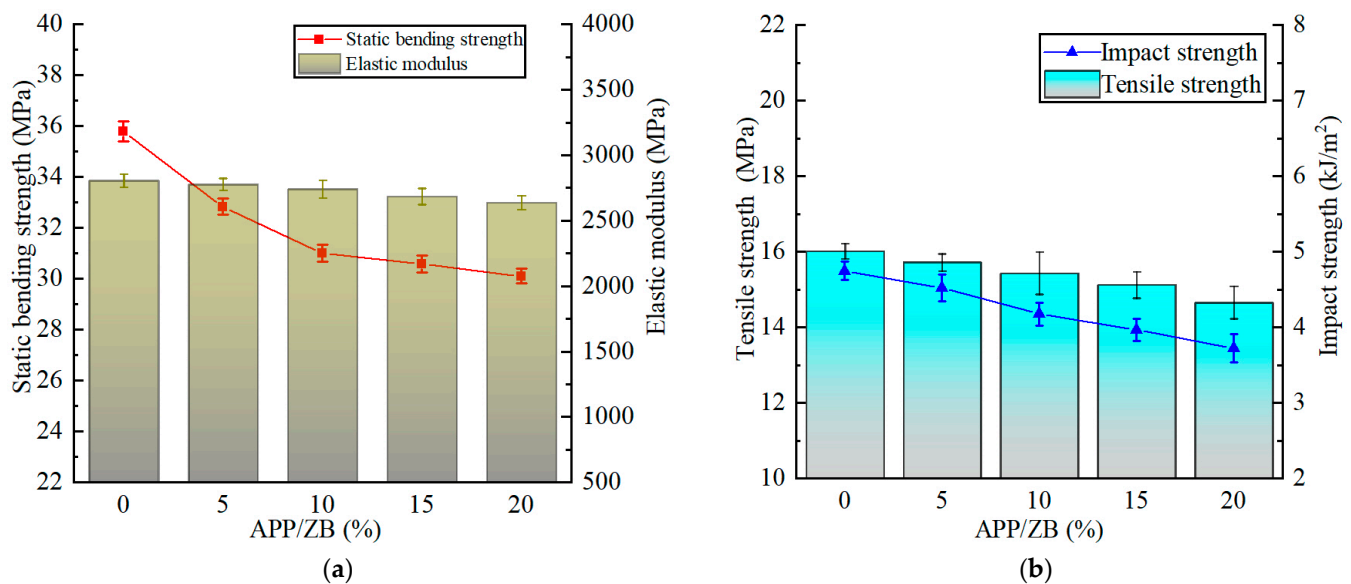 Static bending strength (MPa)
40
38
36
34
32
30
28
26
24
22
Static bending strength
Elastic modulus
4000
3500
3000
2500
2000
1500
1000
500
Elastic modulus (MPa)
0 5 10 15 20
APP/ZB (%)
(a)
Tensile strength (MPa)
22
20
18
16
14
12
10
Impact strength
Tensile strength
8
7
6
5
4
3
2
Impact strength (kJ/m²)
0 5 10 15 20
APP/ZB (%)
(b)